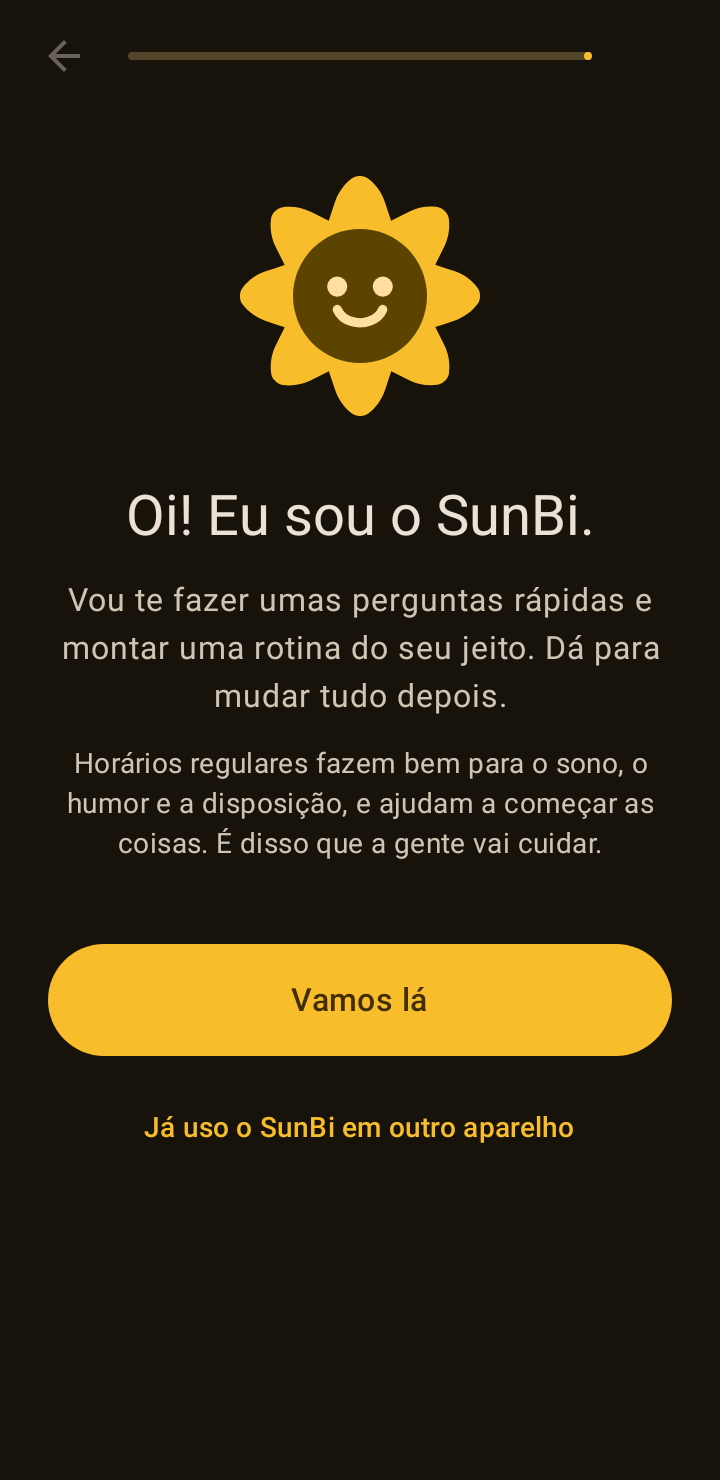 Oi! Eu sou o SunBi.
Vou te fazer umas perguntas rápidas e
montar uma rotina do seu jeito. Dá para
mudar tudo depois.
Horários regulares fazem bem para o sono, o
humor e a disposição, e ajudam a começar as
coisas. É disso que a gente vai cuidar.
Vamos lá
Já uso o SunBi em outro aparelho